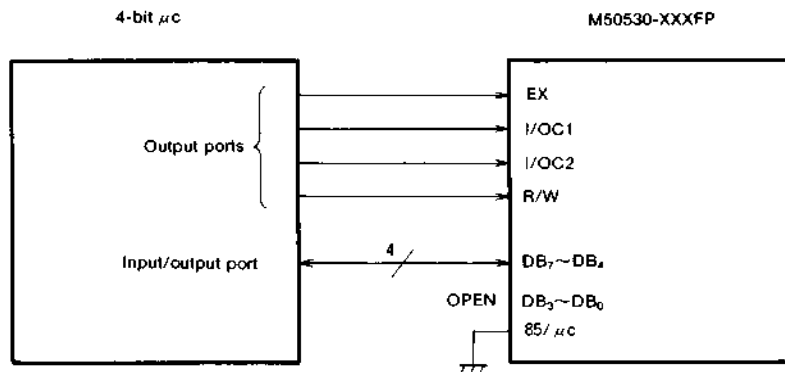 4-bit μc
M50530-XXXFP
Output ports
EX
I/OC1
I/OC2
R/W
Input/output port
4
DB₇~DB₄
OPEN
DB₃~DB₀
85/μc